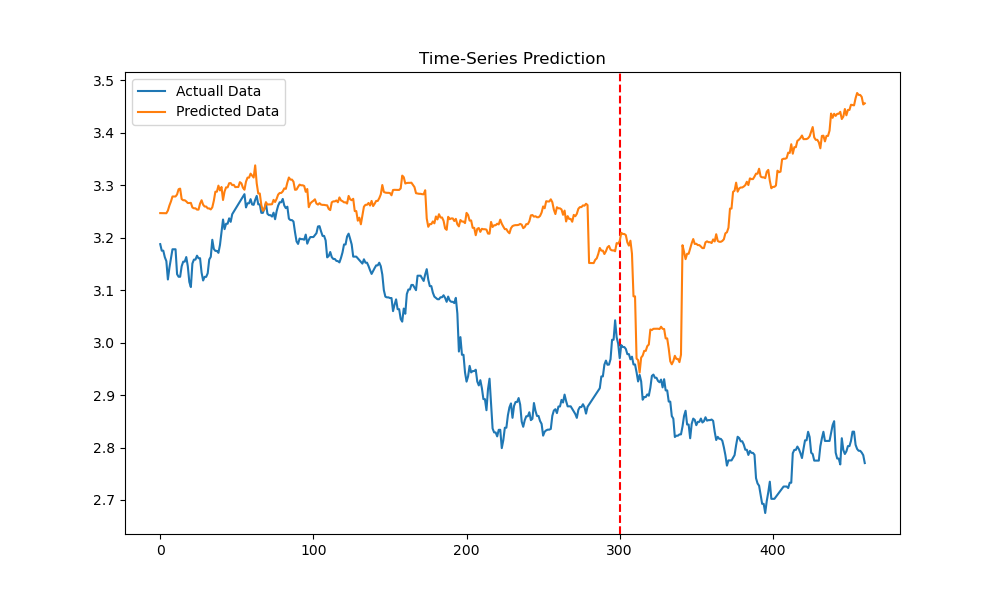 Time-Series Prediction
Actuall Data
Predicted Data
3.5
3.4
3.3
3.2
3.1
3.0
2.9
2.8
2.7
0 100 200 300 400